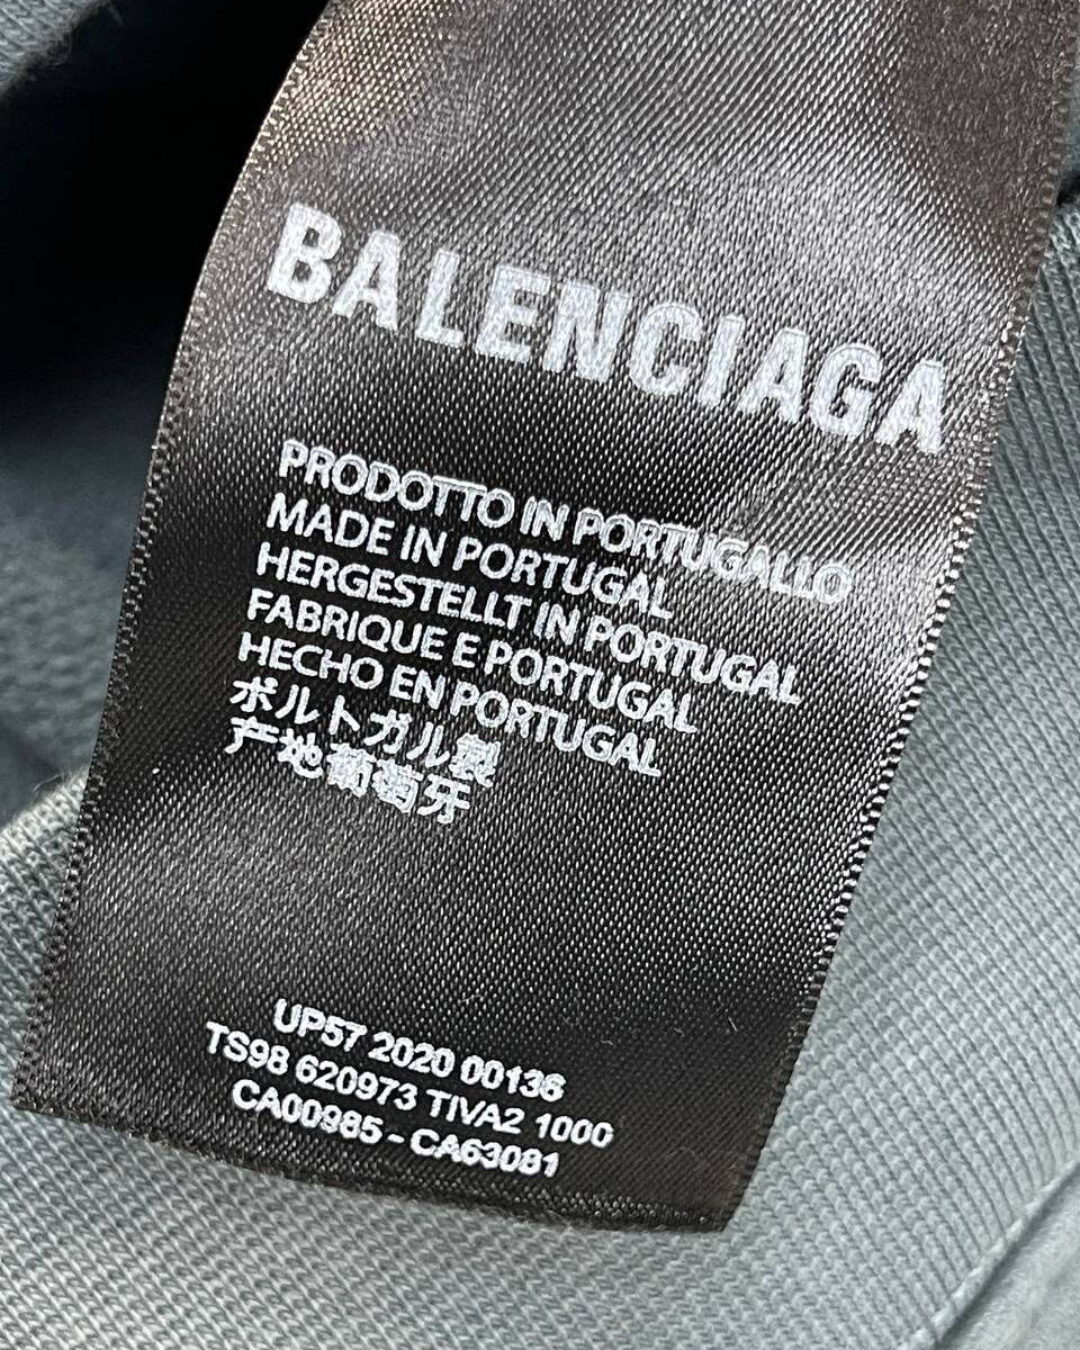 BALENCIAGA
PRODOTTO IN PORTUGALLO
MADE IN PORTUGAL
HERGESTELLT IN PORTUGAL
FABRIQUE E PORTUGAL
HECHO EN PORTUGAL
ポルトガル製
产地葡萄牙
UP57 2020 00136
TS98 620973 TIVA2 1000
CA00985 - CA63081